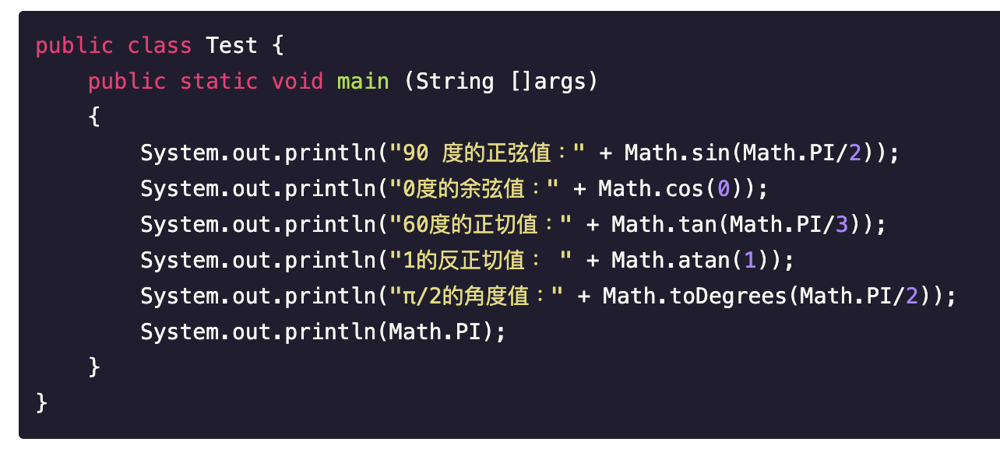 public class Test {
    public static void main (String []args)
    {
        System.out.println("90 度的正弦值：" + Math.sin(Math.PI/2));
        System.out.println("0度的余弦值：" + Math.cos(0));
        System.out.println("60度的正切值：" + Math.tan(Math.PI/3));
        System.out.println("1的反正切值： " + Math.atan(1));
        System.out.println("π/2的角度值：" + Math.toDegrees(Math.PI/2));
        System.out.println(Math.PI);
    }
}